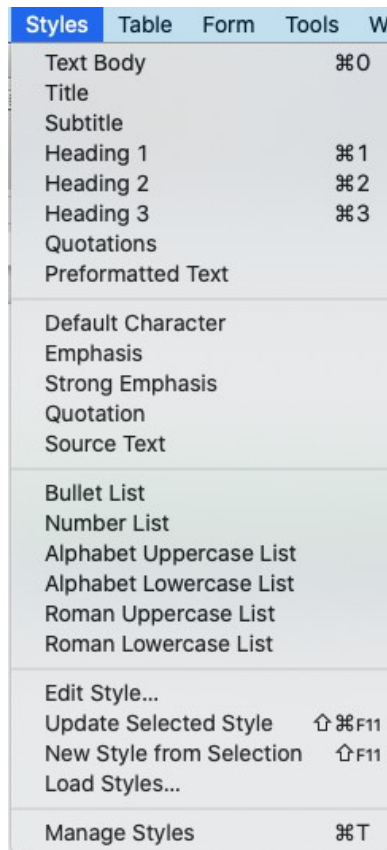 Styles Table Form Tools W
Text Body ⌘0
Title
Subtitle
Heading 1 ⌘1
Heading 2 ⌘2
Heading 3 ⌘3
Quotations
Preformatted Text
Default Character
Emphasis
Strong Emphasis
Quotation
Source Text
Bullet List
Number List
Alphabet Uppercase List
Alphabet Lowercase List
Roman Uppercase List
Roman Lowercase List
Edit Style...
Update Selected Style ⇧⌘F11
New Style from Selection ⇧F11
Load Styles...
Manage Styles ⌘T